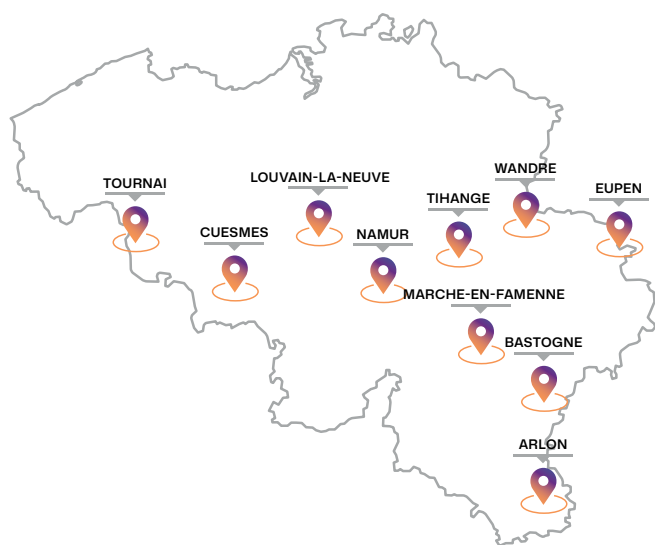 WANDRE
LOUVAIN-LA-NEUVE
TOURNAI
EUPEN
TIHANGE
CUESMES
NAMUR
MARCHE-EN-FAMENNE
BASTOGNE
ARLON